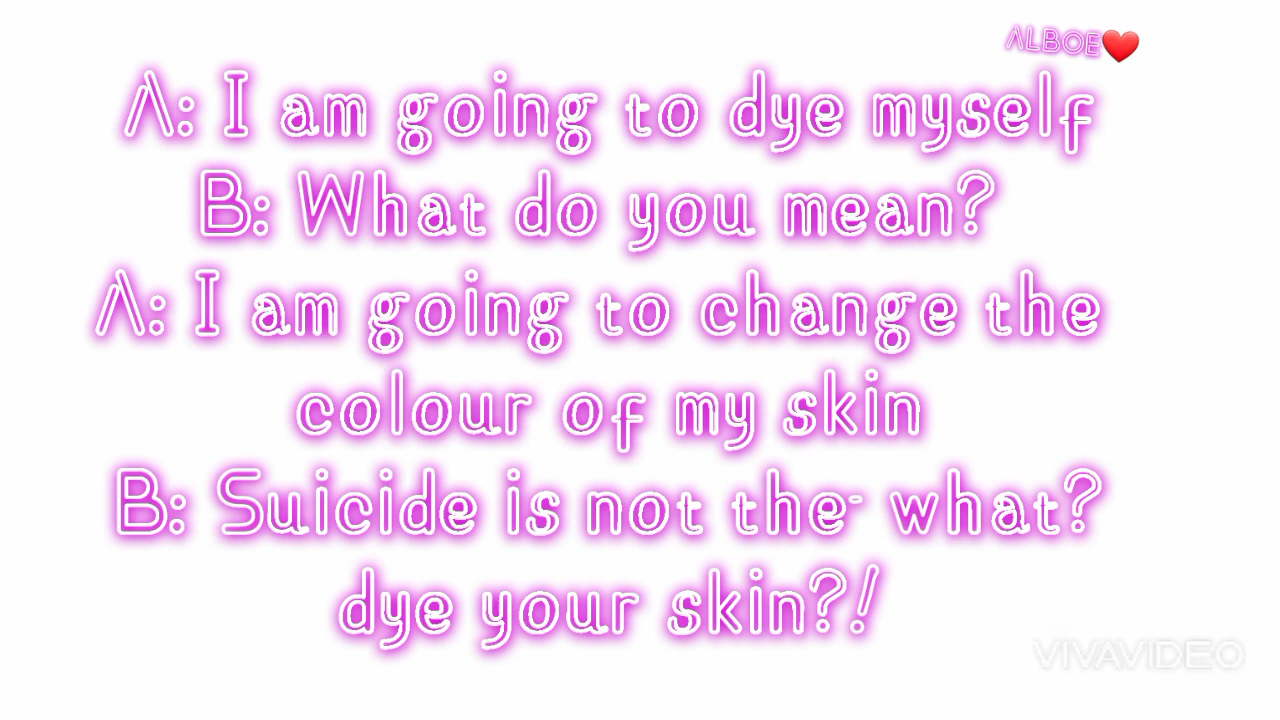 ALBOE❤️
A: I am going to dye myself
B: What do you mean?
A: I am going to change the
colour of my skin
B: Suicide is not the- what?
dye your skin?!
VIVAVIDEO